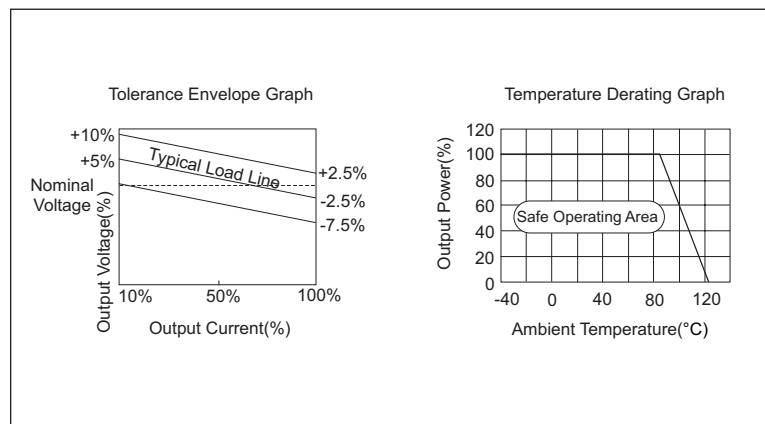 Tolerance Envelope Graph
+10%
+5%
Nominal
Voltage
Output Voltage(%)
Typical Load Line
+2.5%
-2.5%
-7.5%
10%
50%
100%
Output Current(%)
Temperature Derating Graph
Output Power(%)
120
100
80
60
40
20
0
Safe Operating Area
-40
0
40
80
120
Ambient Temperature(°C)